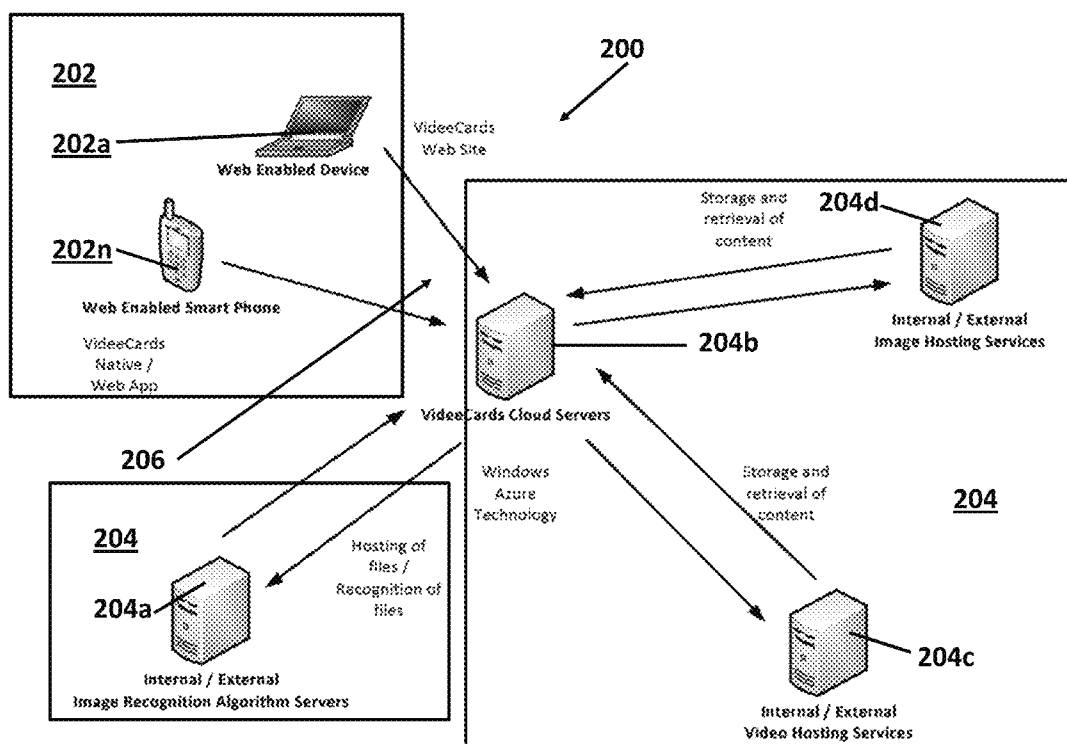 200
202
202a
Web Enabled Device
VideeCards
Web Site
202n
Web Enabled Smart Phone
VideeCards
Native /
Web App
Storage and
retrieval of
content
204d
Internal / External
Image Hosting Services
204b
VideeCards Cloud Servers
206
Windows
Azure
Technology
Storage and
retrieval of
content
204
204
204a
Hosting of
files /
Recognition of
files
Internal / External
Image Recognition Algorithm Servers
204c
Internal / External
Video Hosting Services